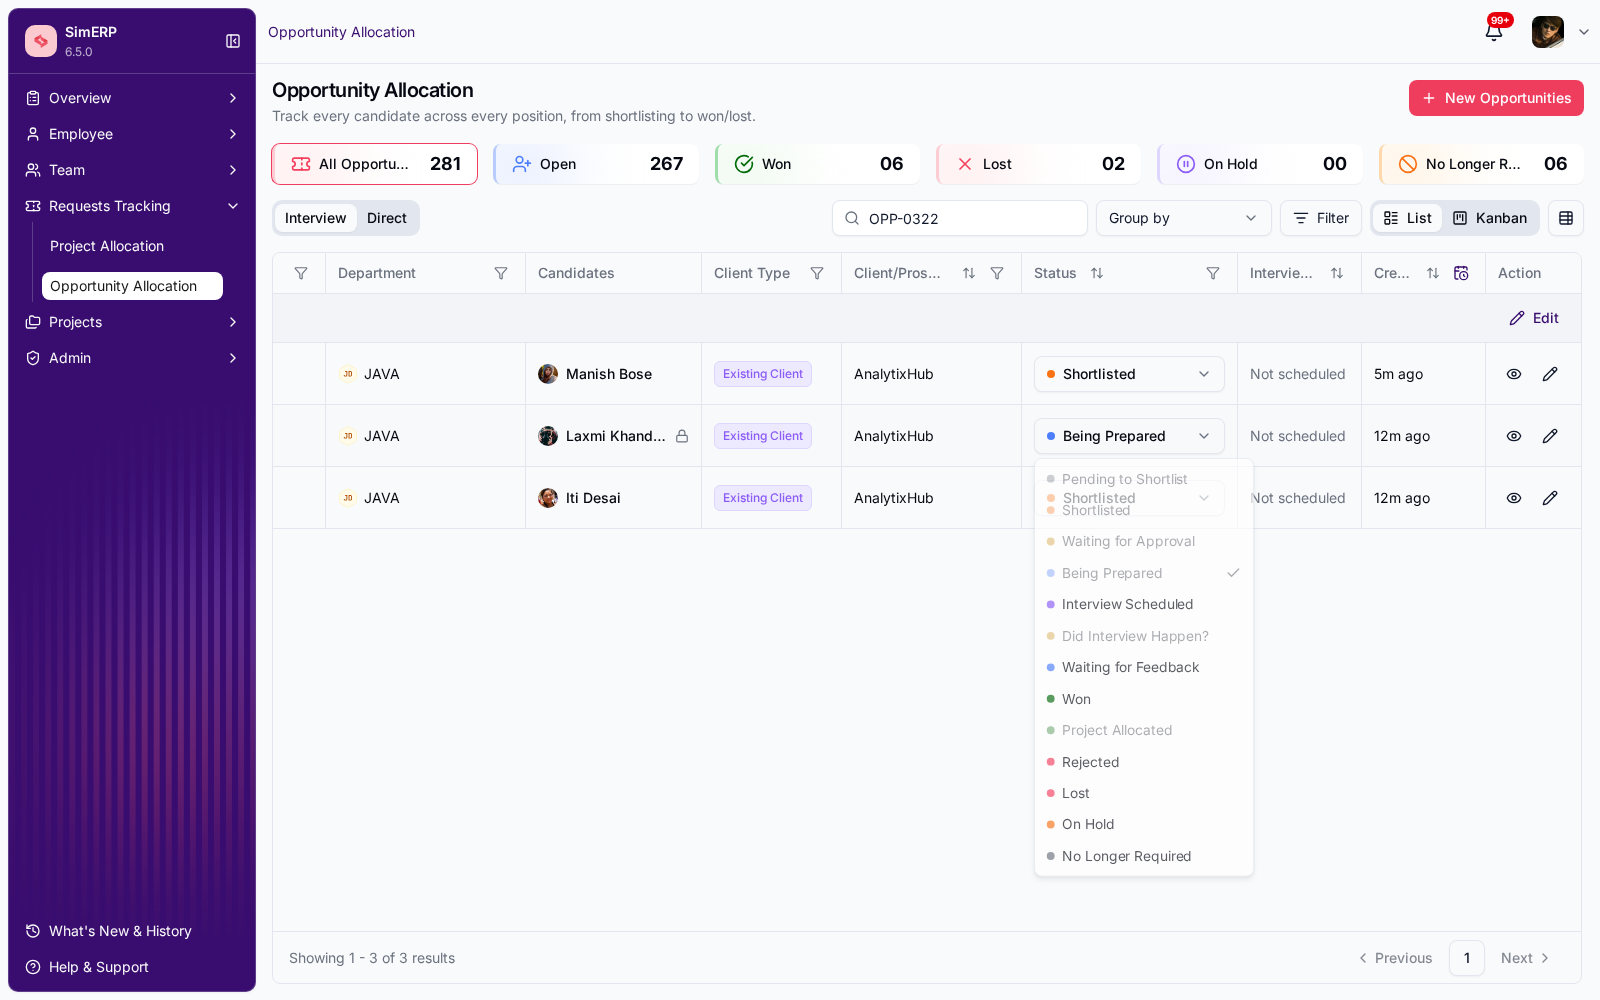 SimERP
6.5.0
Overview
Employee
Team
Requests Tracking
Project Allocation
Opportunity Allocation
Projects
Admin
What's New & History
Help & Support
Opportunity Allocation
99+
Opportunity Allocation
Track every candidate across every position, from shortlisting to won/lost.
New Opportunities
All Opportu... 281
Open 267
Won 06
Lost 02
On Hold 00
No Longer R... 06
Interview Direct
OPP-0322
Group by
Filter
List Kanban
Department Candidates Client Type Client/Pros... Status Intervie... Cre... Action
Edit
JD JAVA Manish Bose Existing Client AnalytixHub Shortlisted Not scheduled 5m ago
JD JAVA Laxmi Khand... Existing Client AnalytixHub Being Prepared Not scheduled 12m ago
JD JAVA Iti Desai Existing Client AnalytixHub Shortlisted Not scheduled 12m ago
Pending to Shortlist
Shortlisted
Waiting for Approval
Being Prepared
Interview Scheduled
Did Interview Happen?
Waiting for Feedback
Won
Project Allocated
Rejected
Lost
On Hold
No Longer Required
Showing 1 - 3 of 3 results
Previous 1 Next